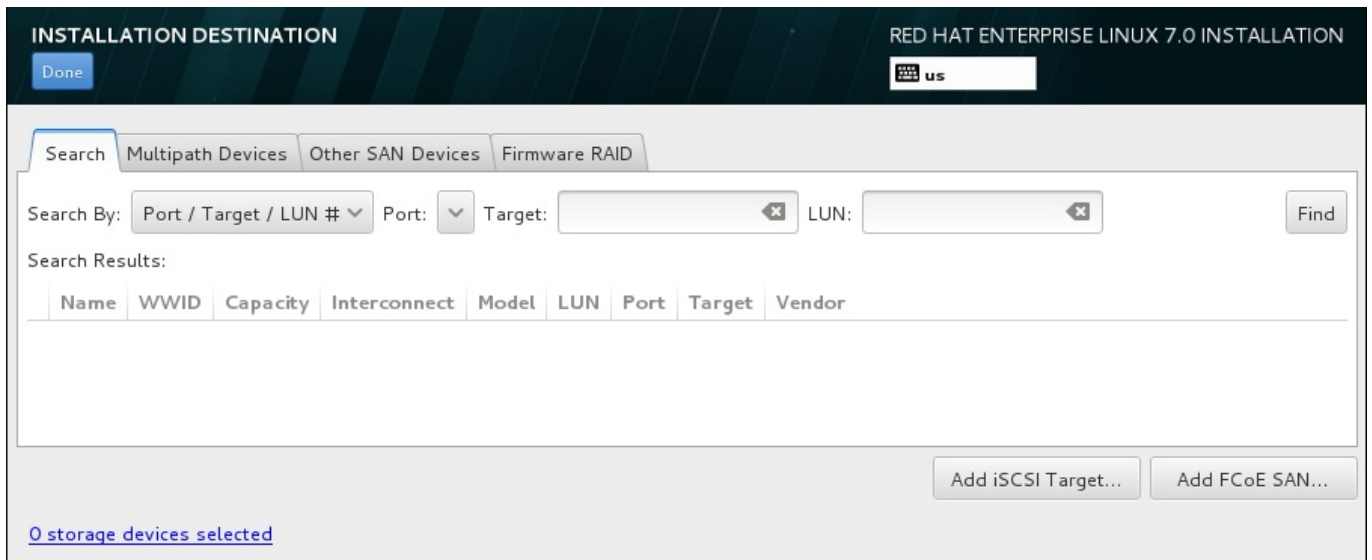 INSTALLATION DESTINATION
RED HAT ENTERPRISE LINUX 7.0 INSTALLATION
Done
us
Search Multipath Devices Other SAN Devices Firmware RAID
Search By: Port / Target / LUN # Port: Target: LUN: Find
Search Results:
Name WWID Capacity Interconnect Model LUN Port Target Vendor
Add iSCSI Target... Add FCoE SAN...
0 storage devices selected